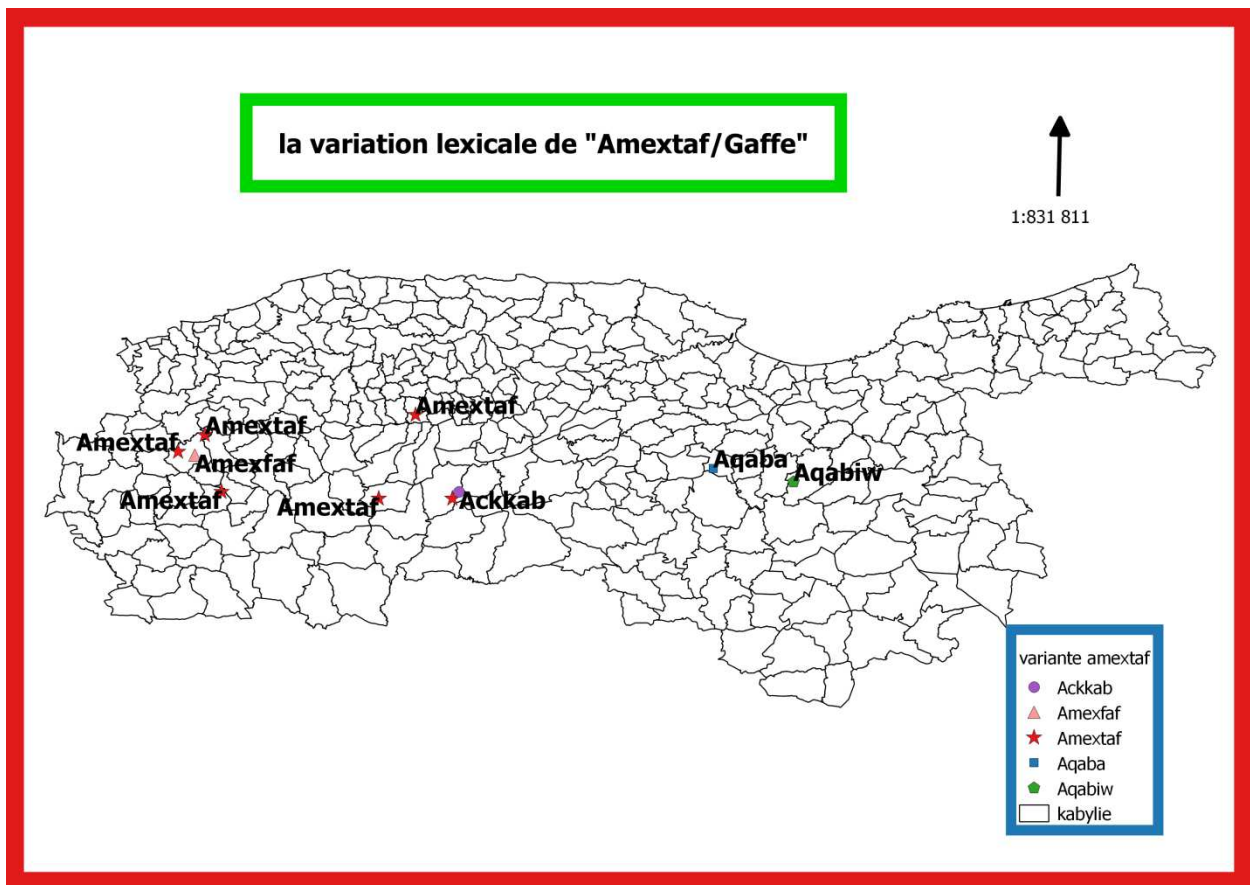 la variation lexicale de "Amextaf/Gaffe"
1:831 811
Amextaf
Amextaf
Amextaf
Amexfaf
Aqaba
Aqabiw
Amextaf
Amextaf
Ackkab
variante amextaf
Ackkab
Amexfaf
Amextaf
Aqaba
Aqabiw
kabylie